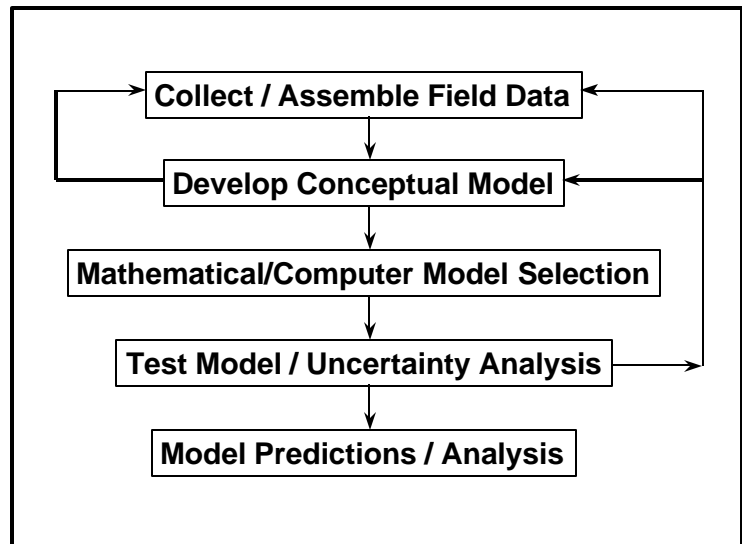 Collect / Assemble Field Data
Develop Conceptual Model
Mathematical/Computer Model Selection
Test Model / Uncertainty Analysis
Model Predictions / Analysis